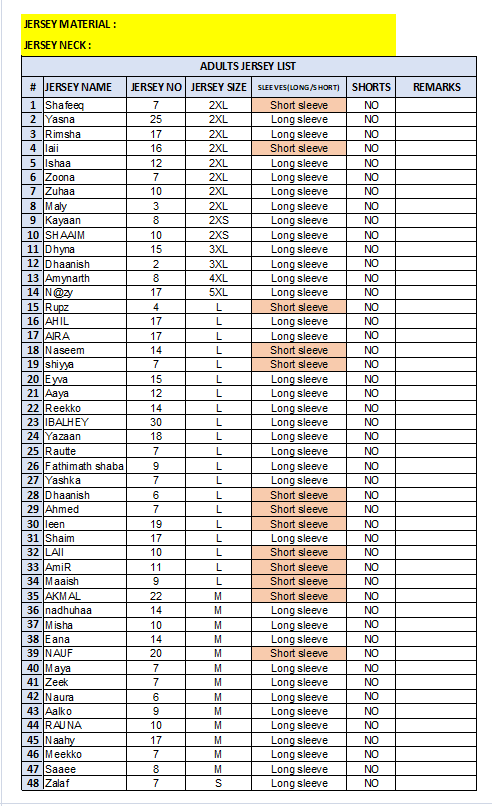 JERSEY MATERIAL :
JERSEY NECK :
ADULTS JERSEY LIST
# JERSEY NAME JERSEY NO JERSEY SIZE SLEEVES(LONG/SHORT) SHORTS REMARKS
1 Shafeeq 7 2XL Short sleeve NO
2 Yasna 25 2XL Long sleeve NO
3 Rimsha 17 2XL Long sleeve NO
4 laii 16 2XL Short sleeve NO
5 Ishaa 12 2XL Long sleeve NO
6 Zoona 7 2XL Long sleeve NO
7 Zuhaa 10 2XL Long sleeve NO
8 Maly 3 2XL Long sleeve NO
9 Kayaan 8 2XS Long sleeve NO
10 SHAAIM 10 2XS Long sleeve NO
11 Dhyna 15 3XL Long sleeve NO
12 Dhaanish 2 3XL Long sleeve NO
13 Amynarth 8 4XL Long sleeve NO
14 N@zy 17 5XL Long sleeve NO
15 Rupz 4 L Short sleeve NO
16 AHIL 17 L Long sleeve NO
17 AIRA 17 L Long sleeve NO
18 Naseem 14 L Short sleeve NO
19 shiyya 7 L Short sleeve NO
20 Eyva 15 L Long sleeve NO
21 Aaya 12 L Long sleeve NO
22 Reekko 14 L Long sleeve NO
23 IBALHEY 30 L Long sleeve NO
24 Yazaan 18 L Long sleeve NO
25 Rautte 7 L Long sleeve NO
26 Fathimath shaba 9 L Long sleeve NO
27 Yashka 7 L Long sleeve NO
28 Dhaanish 6 L Short sleeve NO
29 Ahmed 7 L Short sleeve NO
30 Ieen 19 L Short sleeve NO
31 Shaim 17 L Long sleeve NO
32 LAII 10 L Short sleeve NO
33 AmiR 11 L Short sleeve NO
34 Maaish 9 L Short sleeve NO
35 AKMAL 22 M Short sleeve NO
36 nadhuhaa 14 M Long sleeve NO
37 Misha 10 M Long sleeve NO
38 Eana 14 M Long sleeve NO
39 NAUF 20 M Short sleeve NO
40 Maya 7 M Long sleeve NO
41 Zeek 7 M Long sleeve NO
42 Naura 6 M Long sleeve NO
43 Aalko 9 M Long sleeve NO
44 RAUNA 10 M Long sleeve NO
45 Naahy 17 M Long sleeve NO
46 Meekko 7 M Long sleeve NO
47 Saaee 8 M Long sleeve NO
48 Zalaf 7 S Long sleeve NO